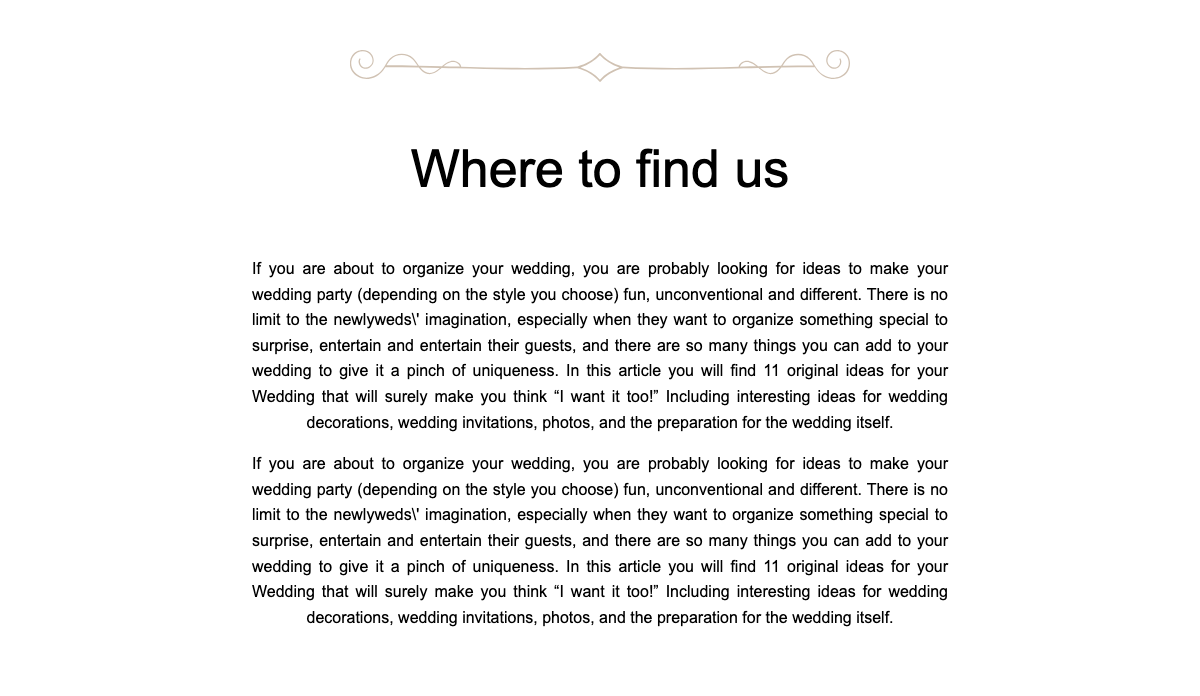 Where to find us
If you are about to organize your wedding, you are probably looking for ideas to make your
wedding party (depending on the style you choose) fun, unconventional and different. There is no
limit to the newlyweds\' imagination, especially when they want to organize something special to
surprise, entertain and entertain their guests, and there are so many things you can add to your
wedding to give it a pinch of uniqueness. In this article you will find 11 original ideas for your
Wedding that will surely make you think “I want it too!” Including interesting ideas for wedding
decorations, wedding invitations, photos, and the preparation for the wedding itself.
If you are about to organize your wedding, you are probably looking for ideas to make your
wedding party (depending on the style you choose) fun, unconventional and different. There is no
limit to the newlyweds\' imagination, especially when they want to organize something special to
surprise, entertain and entertain their guests, and there are so many things you can add to your
wedding to give it a pinch of uniqueness. In this article you will find 11 original ideas for your
Wedding that will surely make you think “I want it too!” Including interesting ideas for wedding
decorations, wedding invitations, photos, and the preparation for the wedding itself.